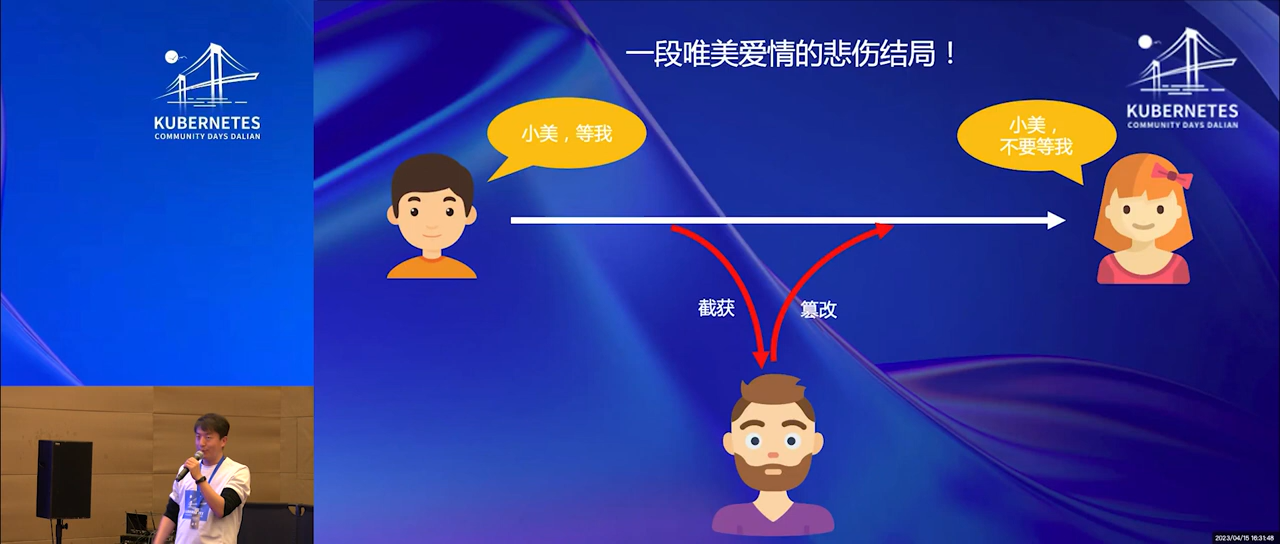 KUBERNETES
COMMUNITY DAYS DALIAN
一段唯美爱情的悲伤结局！
KUBERNETES
COMMUNITY DAYS DALIAN
小美，等我
小美，
不要等我
截获
篡改
2023/04/15 16:31:48